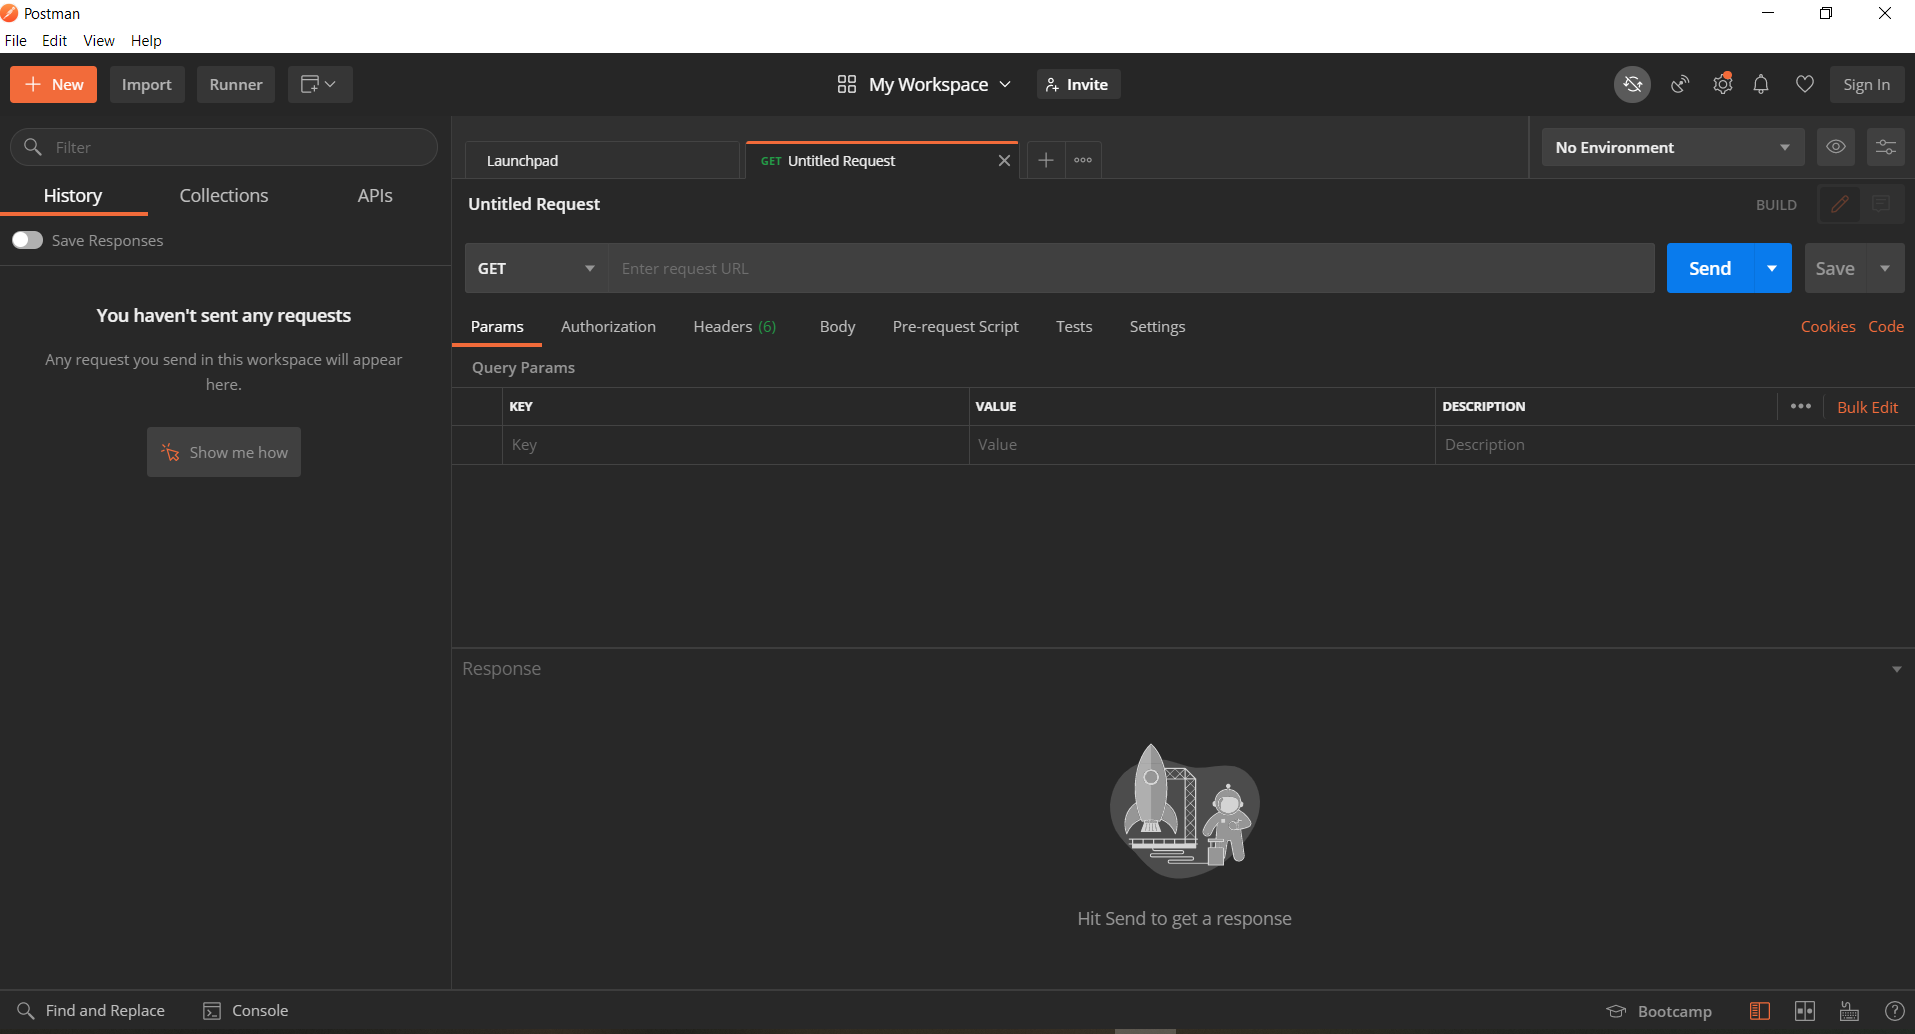 Postman
File Edit View Help
New Import Runner My Workspace Invite Sign In
Filter
Launchpad GET Untitled Request No Environment
History Collections APIs
Untitled Request BUILD
Save Responses
GET Enter request URL Send Save
You haven't sent any requests
Any request you send in this workspace will appear
here.
Show me how
Params Authorization Headers (6) Body Pre-request Script Tests Settings Cookies Code
Query Params
KEY VALUE DESCRIPTION Bulk Edit
Key Value Description
Response
Hit Send to get a response
Find and Replace Console Bootcamp